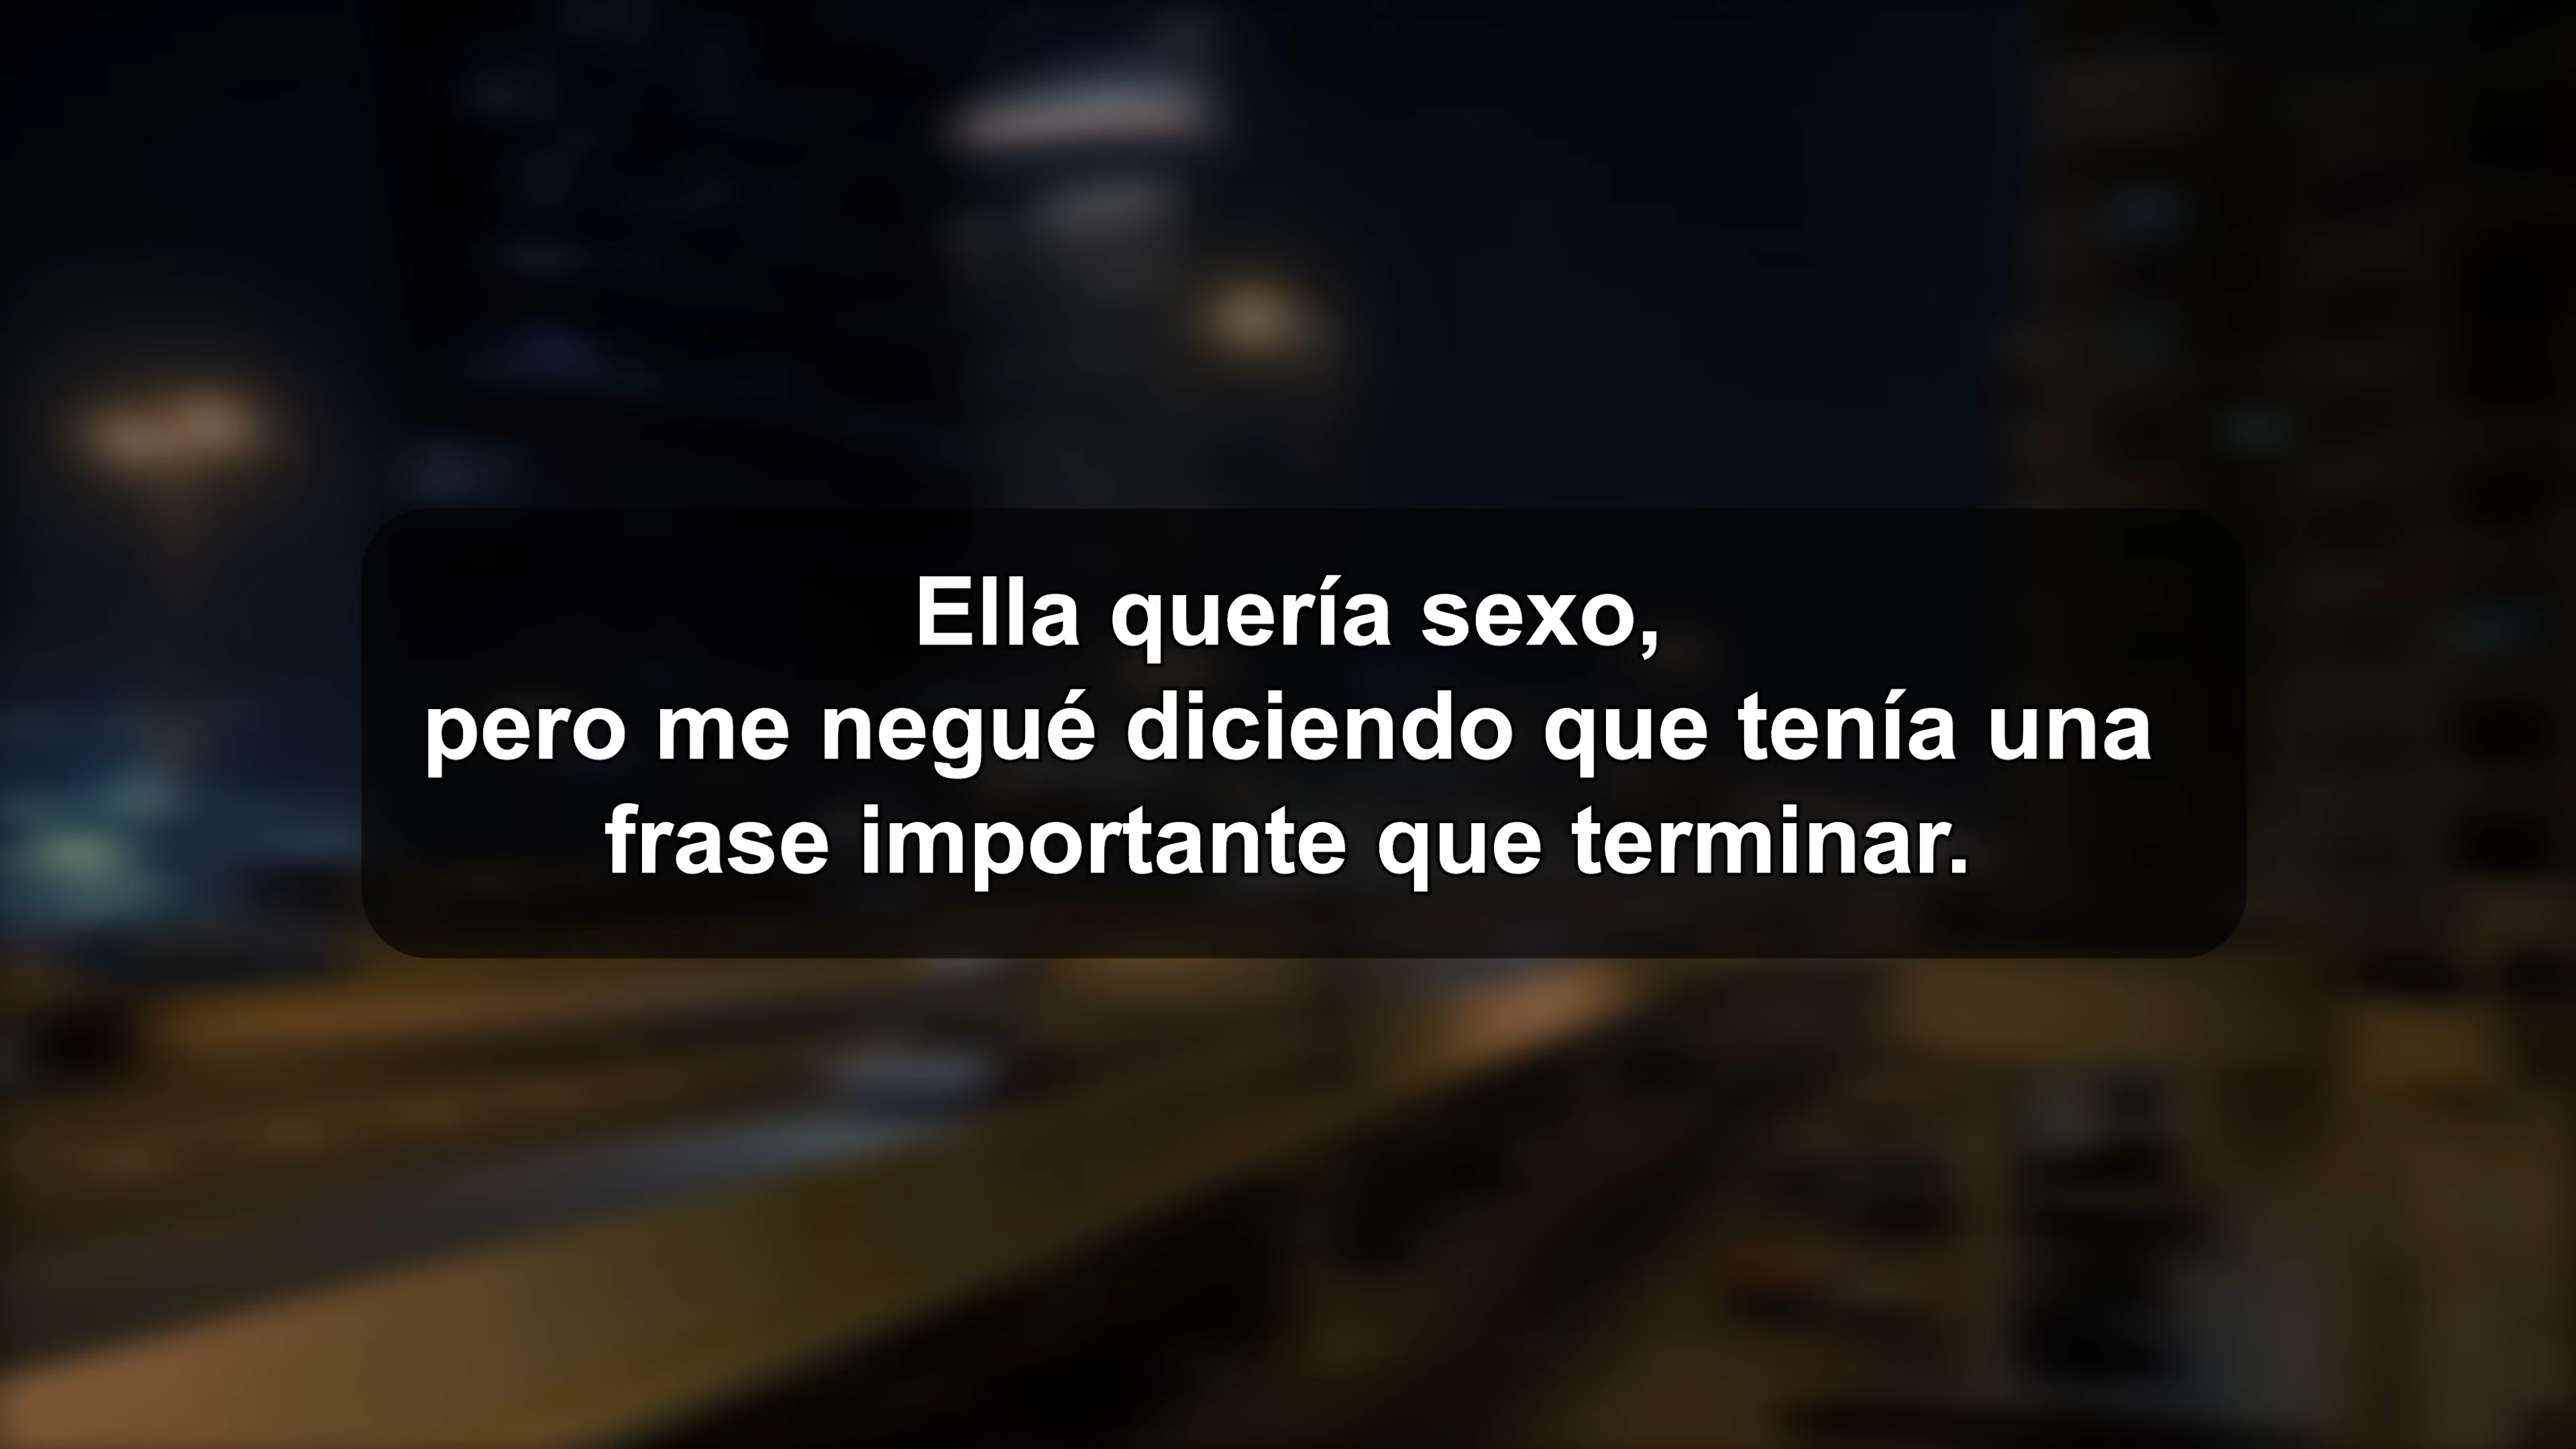 Ella quería sexo,
pero me negué diciendo que tenía una
frase importante que terminar.